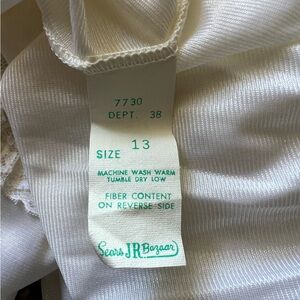 7730
DEPT. 38
SIZE 13
MACHINE WASH WARM
TUMBLE DRY LOW
FIBER CONTENT
ON REVERSE SIDE
Sears JR Bazaar